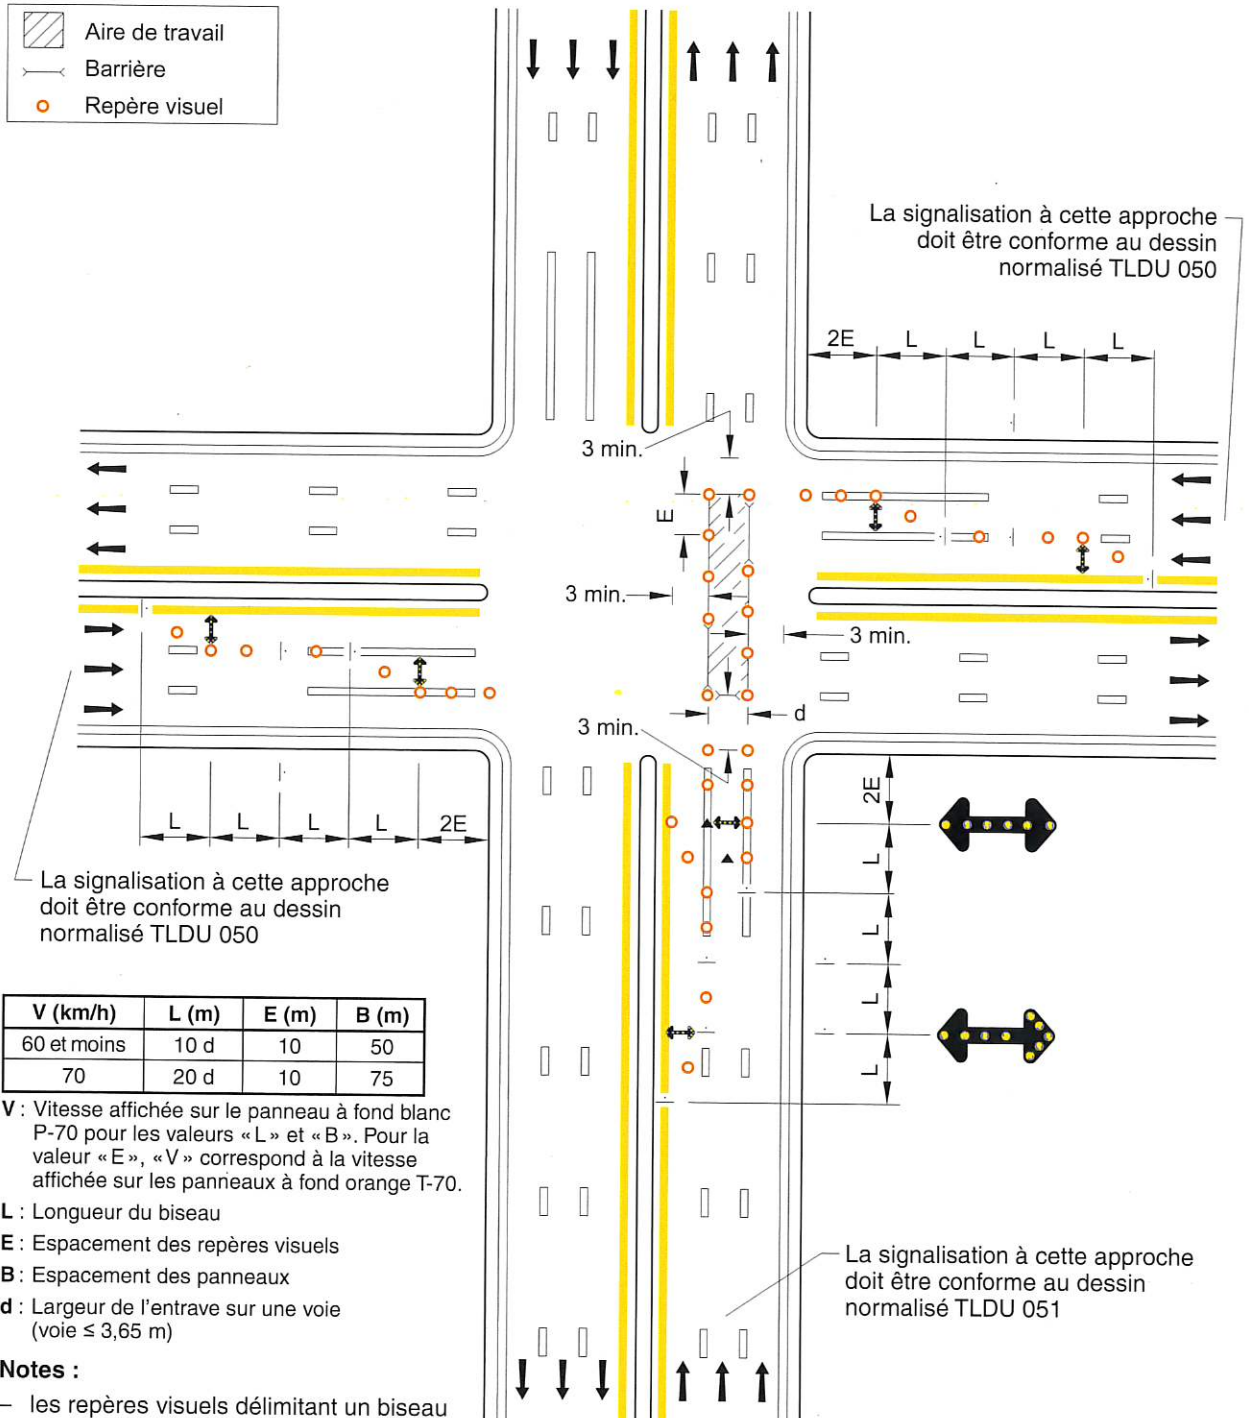 Aire de travail
Barrière
Repère visuel
La signalisation à cette approche
doit être conforme au dessin
normalisé TLDU 050
2E
L
L
L
L
3 min.
E
3 min.
3 min.
d
3 min.
L
L
L
L
2E
2E
L
L
L
L
La signalisation à cette approche
doit être conforme au dessin
normalisé TLDU 050
V (km/h) L (m) E (m) B (m)
60 et moins 10 d 10 50
70 20 d 10 75
V : Vitesse affichée sur le panneau à fond blanc
P-70 pour les valeurs « L » et « B ». Pour la
valeur « E », « V » correspond à la vitesse
affichée sur les panneaux à fond orange T-70.
L : Longueur du biseau
E : Espacement des repères visuels
B : Espacement des panneaux
d : Largeur de l'entrave sur une voie
(voie ≤ 3,65 m)
La signalisation à cette approche
doit être conforme au dessin
normalisé TLDU 051
Notes :
– les repères visuels délimitant un biseau